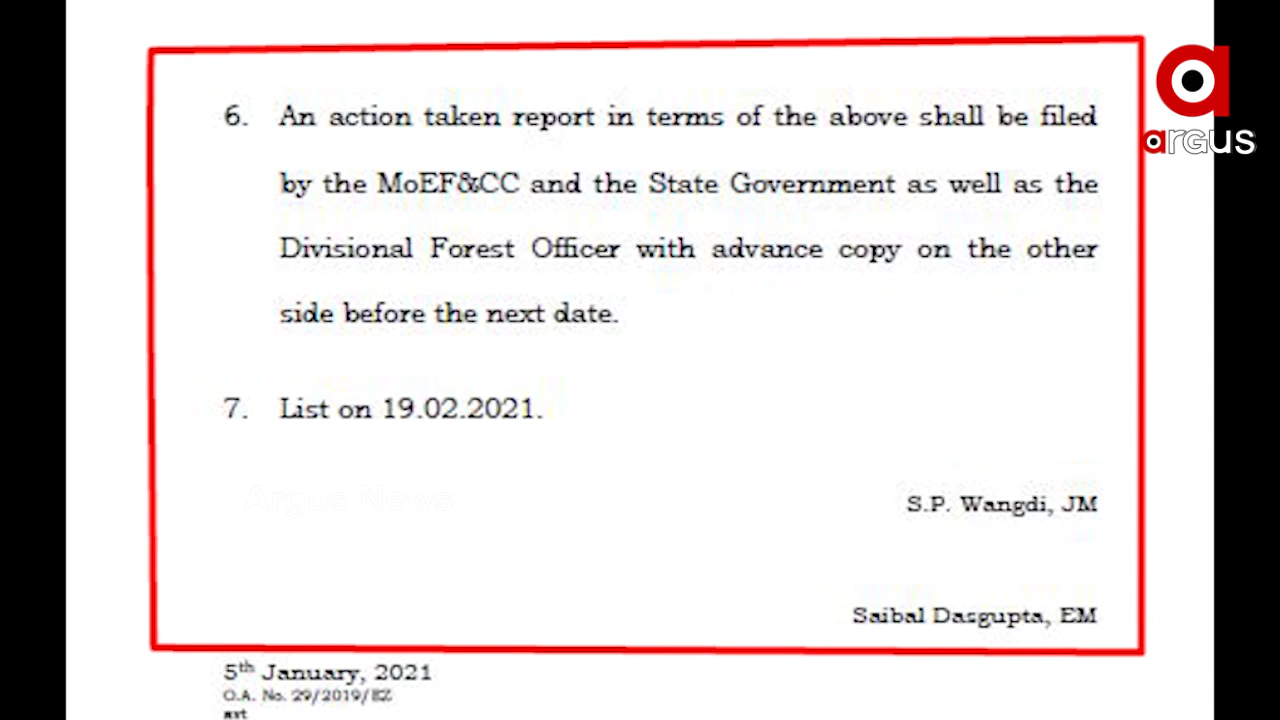 argus
6. An action taken report in terms of the above shall be filed
by the MoEF&CC and the State Government as well as the
Divisional Forest Officer with advance copy on the other
side before the next date.
7. List on 19.02.2021.
Argus News
S.P. Wangdi, JM
Saibal Dasgupta, EM
5th January, 2021
O.A. No. 29/2019/EZ